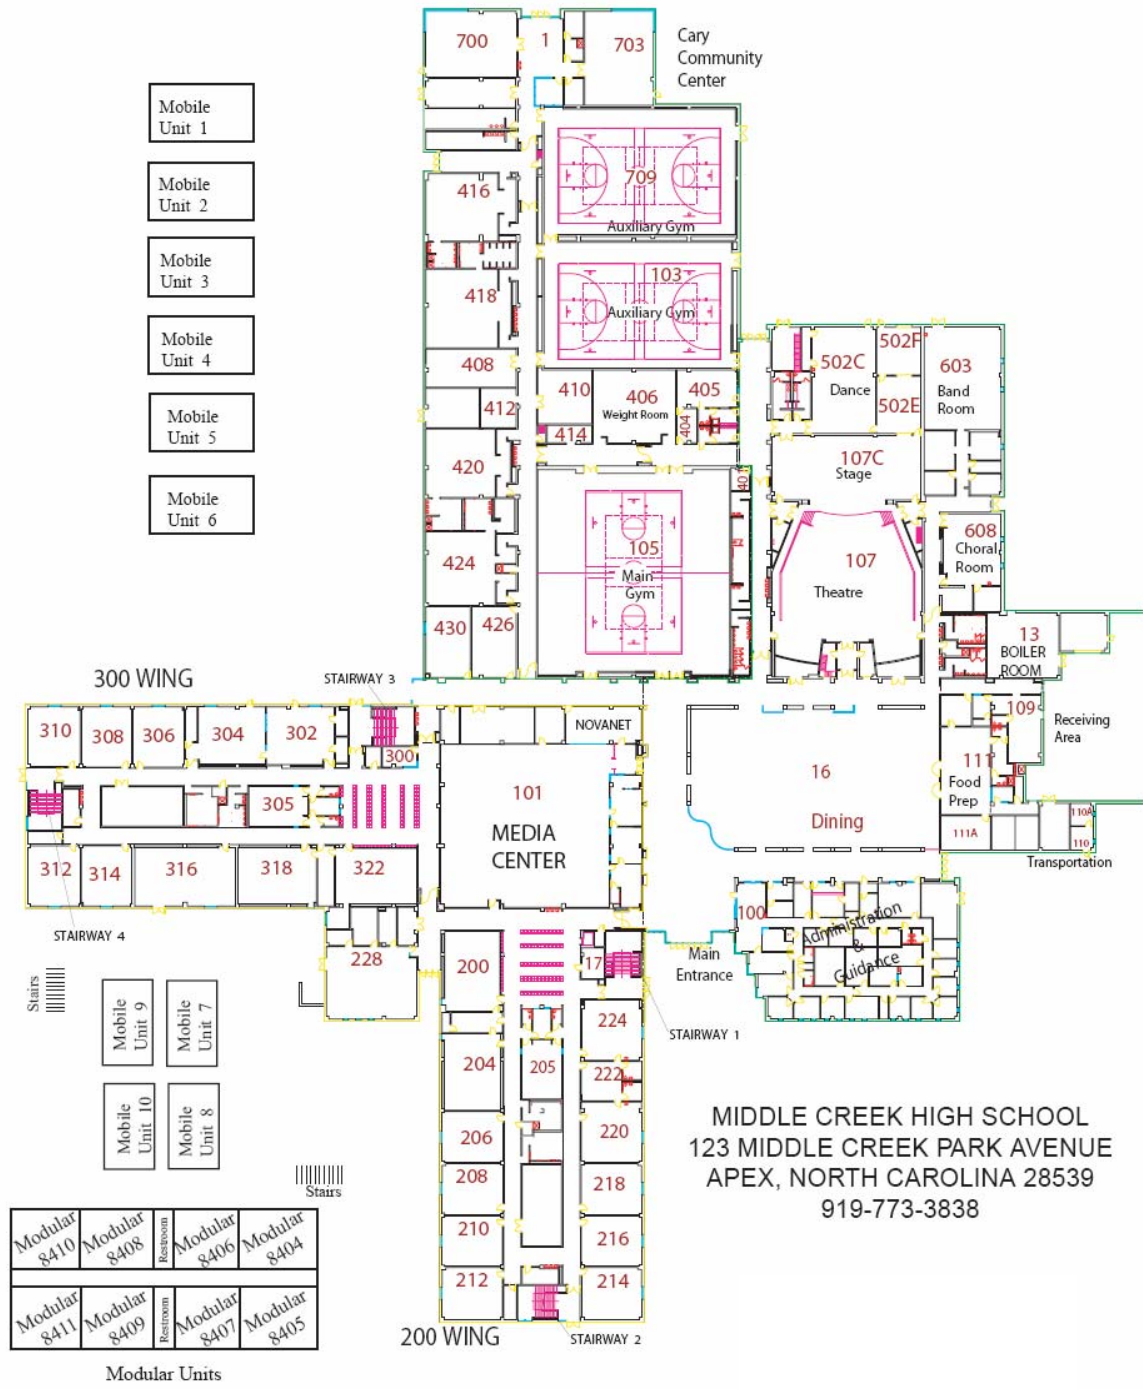 700
1
703
Cary
Community
Center
Mobile
Unit 1
Mobile
Unit 2
Mobile
Unit 3
Mobile
Unit 4
Mobile
Unit 5
Mobile
Unit 6
416
709
Auxiliary Gym
418
103
Auxiliary Gym
408
412
410
414
406
Weight Room
405
404
420
401
424
105
Main
Gym
430
426
502C
Dance
502F
502E
603
Band
Room
107C
Stage
107
Theatre
608
Choral
Room
13
BOILER
ROOM
109
Receiving
Area
111
Food
Prep
111A
110A
110
Transportation
16
Dining
300 WING
STAIRWAY 3
310
308
306
304
302
300
305
312
314
316
318
322
STAIRWAY 4
NOVANET
101
MEDIA
CENTER
228
200
17
100
Administration
&
Guidance
Main
Entrance
STAIRWAY 1
Stairs
Mobile
Unit 9
Mobile
Unit 7
Mobile
Unit 10
Mobile
Unit 8
Stairs
204
205
224
222
206
220
208
218
210
216
212
214
200 WING
STAIRWAY 2
MIDDLE CREEK HIGH SCHOOL
123 MIDDLE CREEK PARK AVENUE
APEX, NORTH CAROLINA 28539
919-773-3838
Modular
8410
Modular
8408
Restroom
Modular
8406
Modular
8404
Modular
8411
Modular
8409
Restroom
Modular
8407
Modular
8405
Modular Units